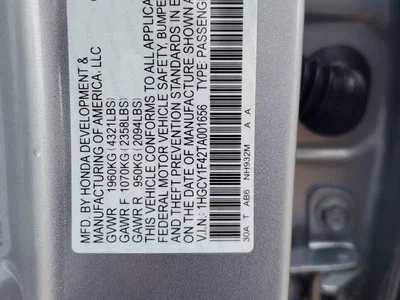 MFD BY HONDA DEVELOPMENT &
MANUFACTURING OF AMERICA, LLC
GAWR 1960KG (4321LBS)
GAWR F 1070KG (2358LBS)
GAWR R 950KG (2094LBS)
THIS VEHICLE CONFORMS TO ALL APPLICA
FEDERAL MOTOR VEHICLE SAFETY, BUMPE
AND THEFT PREVENTION STANDARDS IN E
THE DATE OF MANUFACTURE SHOWN A
V.I.N.: 1HGCY1F42TA001656 TYPE: PASSENG
30A T AB6 NH932M A A